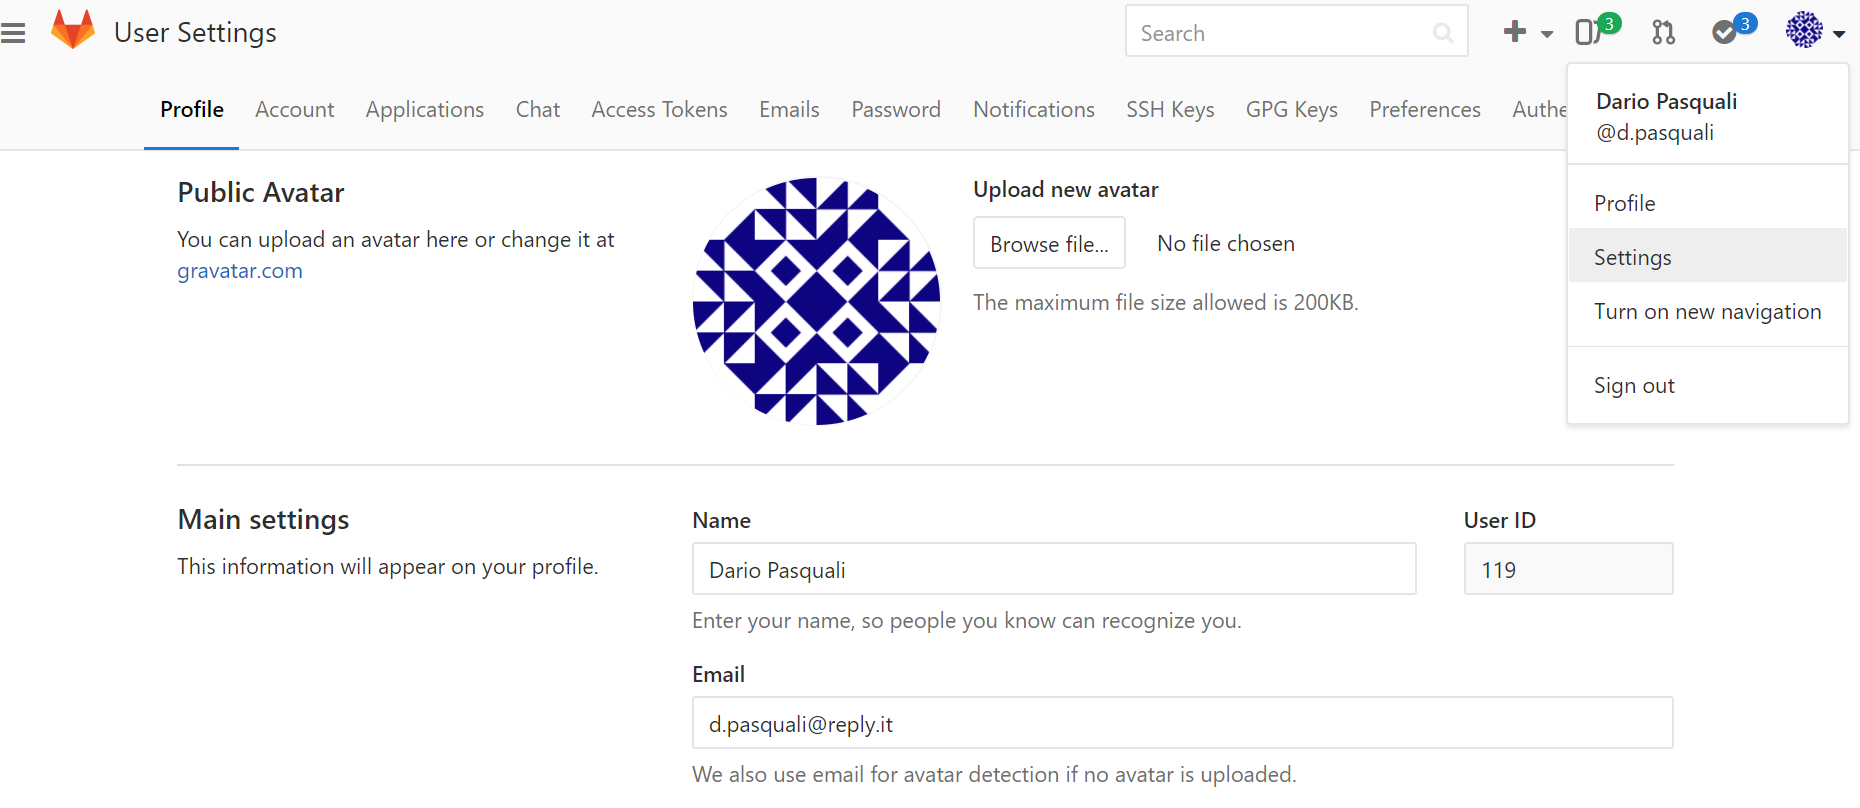 User Settings
Search
3
3
Profile Account Applications Chat Access Tokens Emails Password Notifications SSH Keys GPG Keys Preferences Authe
Dario Pasquali
@d.pasquali
Profile
Settings
Turn on new navigation
Sign out
Public Avatar
You can upload an avatar here or change it at
gravatar.com
Upload new avatar
Browse file... No file chosen
The maximum file size allowed is 200KB.
Main settings
This information will appear on your profile.
Name
Dario Pasquali
Enter your name, so people you know can recognize you.
User ID
119
Email
d.pasquali@reply.it
We also use email for avatar detection if no avatar is uploaded.